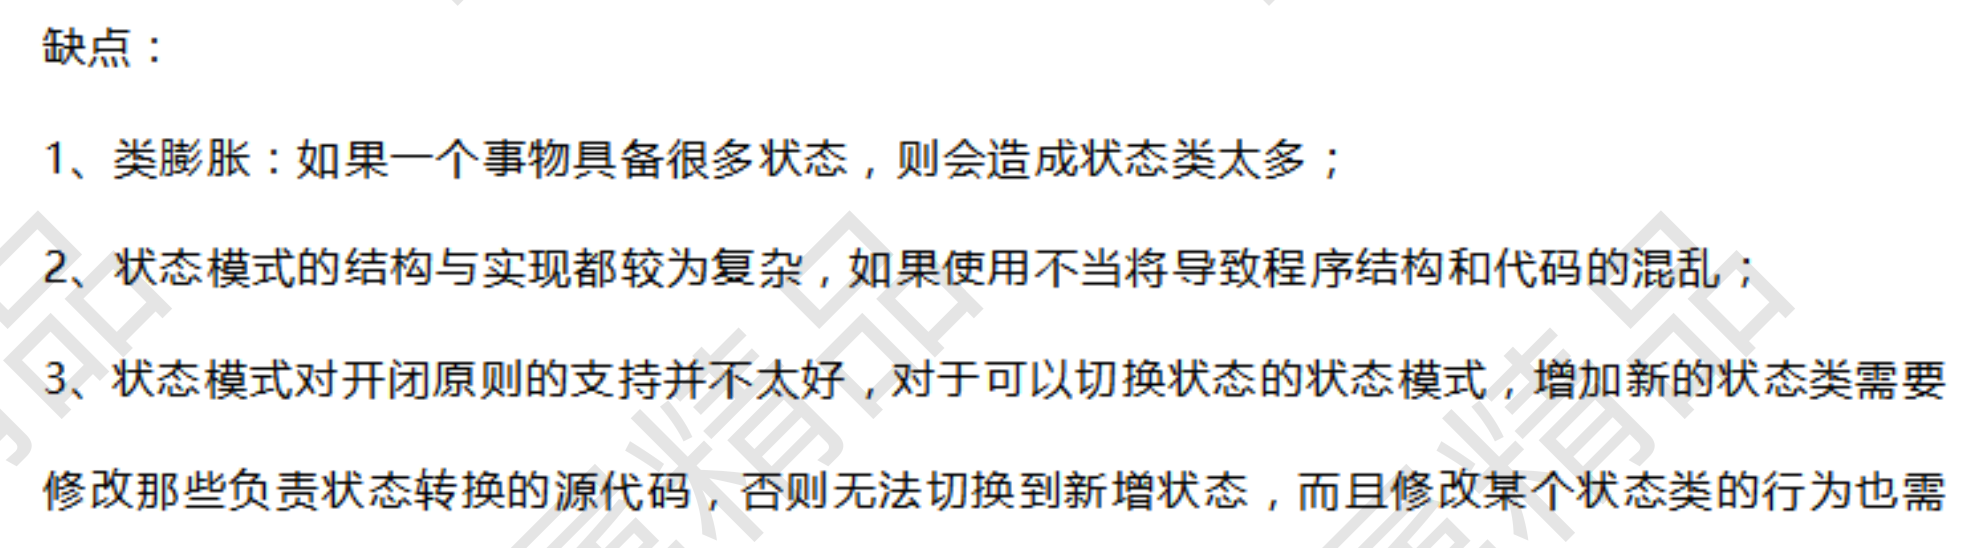 缺点：
1、类膨胀：如果一个事物具备很多状态，则会造成状态类太多；
2、状态模式的结构与实现都较为复杂，如果使用不当将导致程序结构和代码的混乱；
3、状态模式对开闭原则的支持并不太好，对于可以切换状态的状态模式，增加新的状态类需要
修改那些负责状态转换的源代码，否则无法切换到新增状态，而且修改某个状态类的行为也需
品
精品
精品